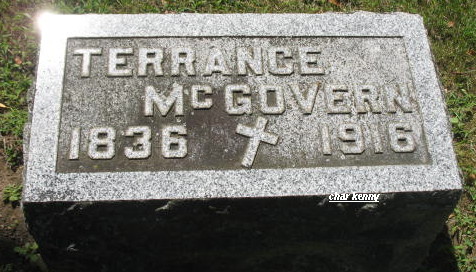 TERRANCE
McGOVERN
1836 1916
char kenny